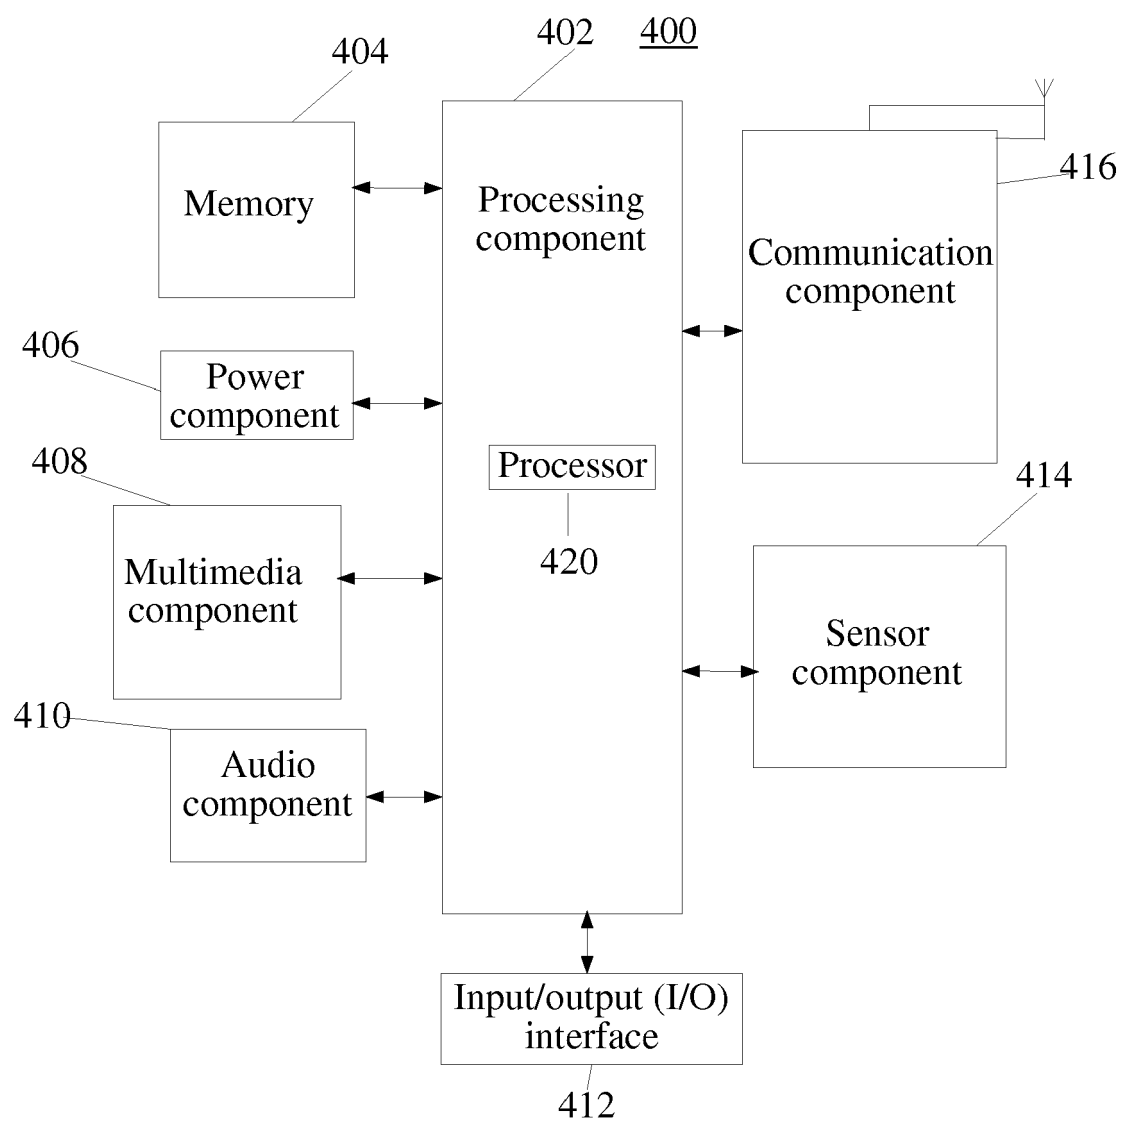 402
400
404
416
Memory
Processing
component
Communication
component
406
Power
component
408
Processor
414
420
Multimedia
component
Sensor
component
410
Audio
component
Input/output (I/O)
interface
412